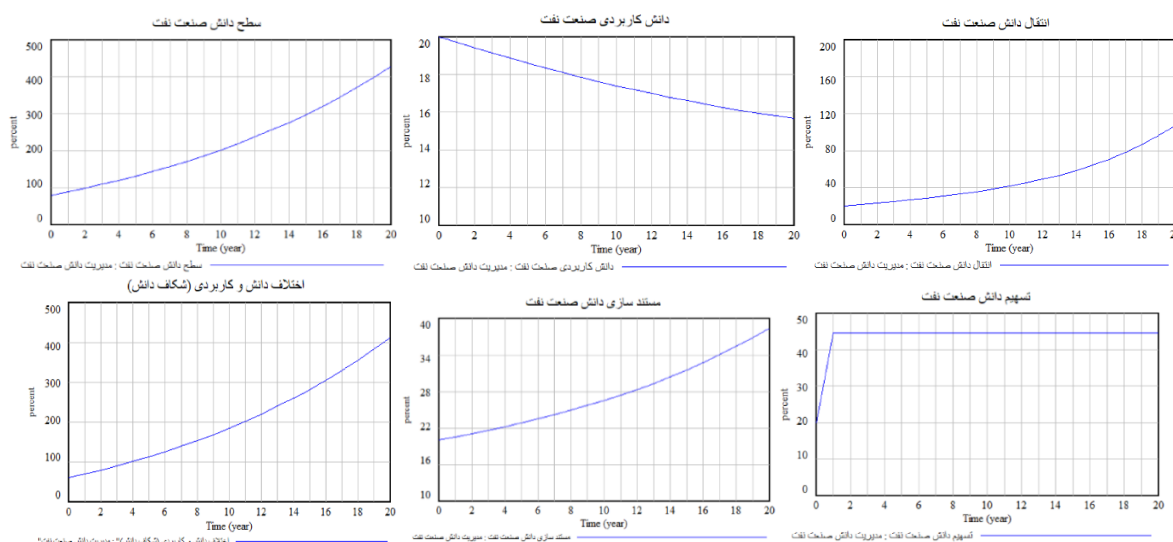 سطح دانش صنعت نفت
500
400
300
200
100
0
percent
0 2 4 6 8 10 12 14 16 18 20
Time (year)
سطح دانش صنعت نفت : مدیریت دانش صنعت نفت
دانش کاربردی صنعت نفت
20
18
16
14
12
10
percent
0 2 4 6 8 10 12 14 16 18 20
Time (year)
دانش کاربردی صنعت نفت : مدیریت دانش صنعت نفت
انتقال دانش صنعت نفت
200
160
120
80
40
0
percent
0 2 4 6 8 10 12 14 16 18
Time (year)
انتقال دانش صنعت نفت : مدیریت دانش صنعت نفت
اختلاف دانش و کاربردی (شکاف دانش)
500
400
300
200
100
0
percent
0 2 4 6 8 10 12 14 16 18 20
Time (year)
"اختلاف دانش و کاربردی (شکاف دانش)" : مدیریت دانش صنعت نفت
مستند سازی دانش صنعت نفت
40
34
28
22
16
10
percent
0 2 4 6 8 10 12 14 16 18 20
Time (year)
مستند سازی دانش صنعت نفت : مدیریت دانش صنعت نفت
تسهیم دانش صنعت نفت
50
40
30
20
10
0
percent
0 2 4 6 8 10 12 14 16 18 20
Time (year)
تسهیم دانش صنعت نفت : مدیریت دانش صنعت نفت